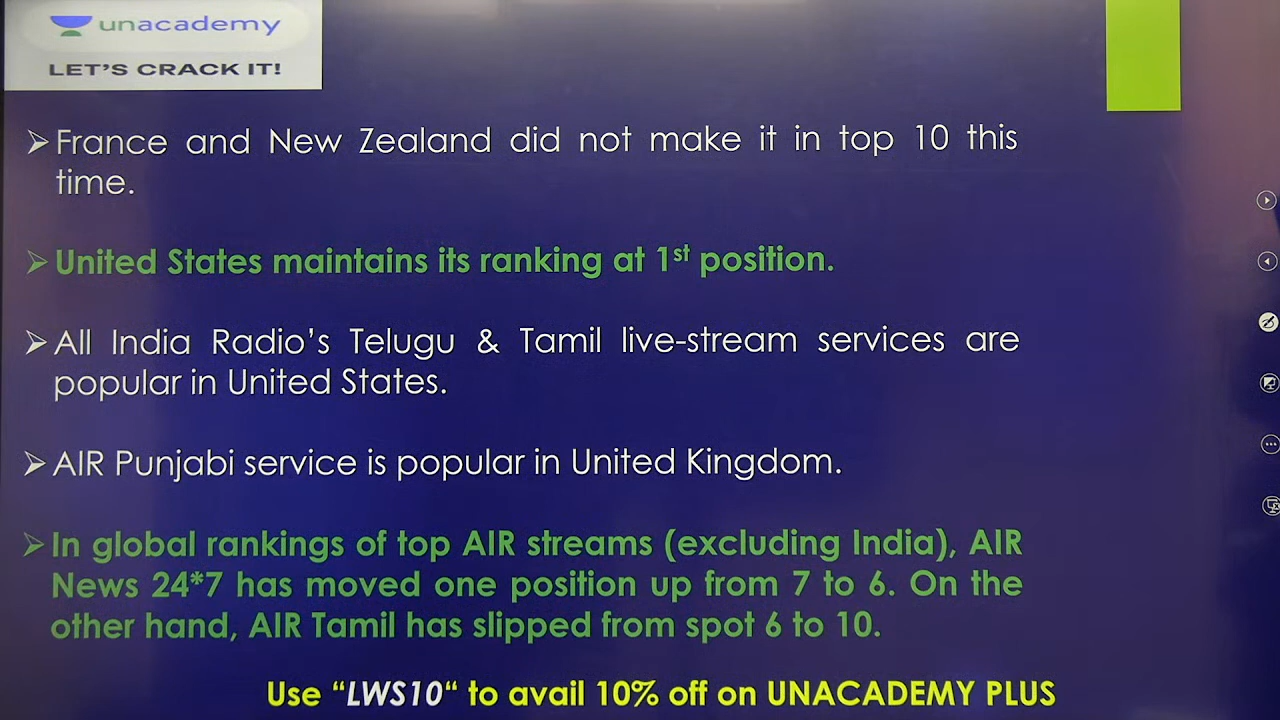 unacademy
LET'S CRACK IT!
➢ France and New Zealand did not make it in top 10 this
time.
➢ United States maintains its ranking at 1st position.
➢ All India Radio's Telugu & Tamil live-stream services are
popular in United States.
➢ AIR Punjabi service is popular in United Kingdom.
➢ In global rankings of top AIR streams (excluding India), AIR
News 24*7 has moved one position up from 7 to 6. On the
other hand, AIR Tamil has slipped from spot 6 to 10.
Use “LWS10“ to avail 10% off on UNACADEMY PLUS